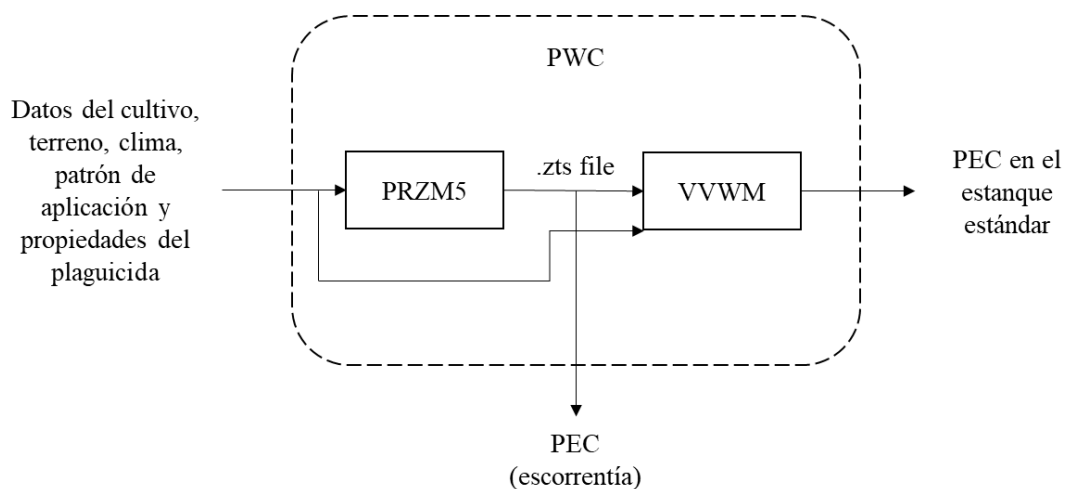 PWC
Datos del cultivo,
terreno, clima,
patrón de
aplicación y
propiedades del
plaguicida
PRZM5
.zts file
VVWM
PEC en el
estanque
estándar
PEC
(escorrentía)